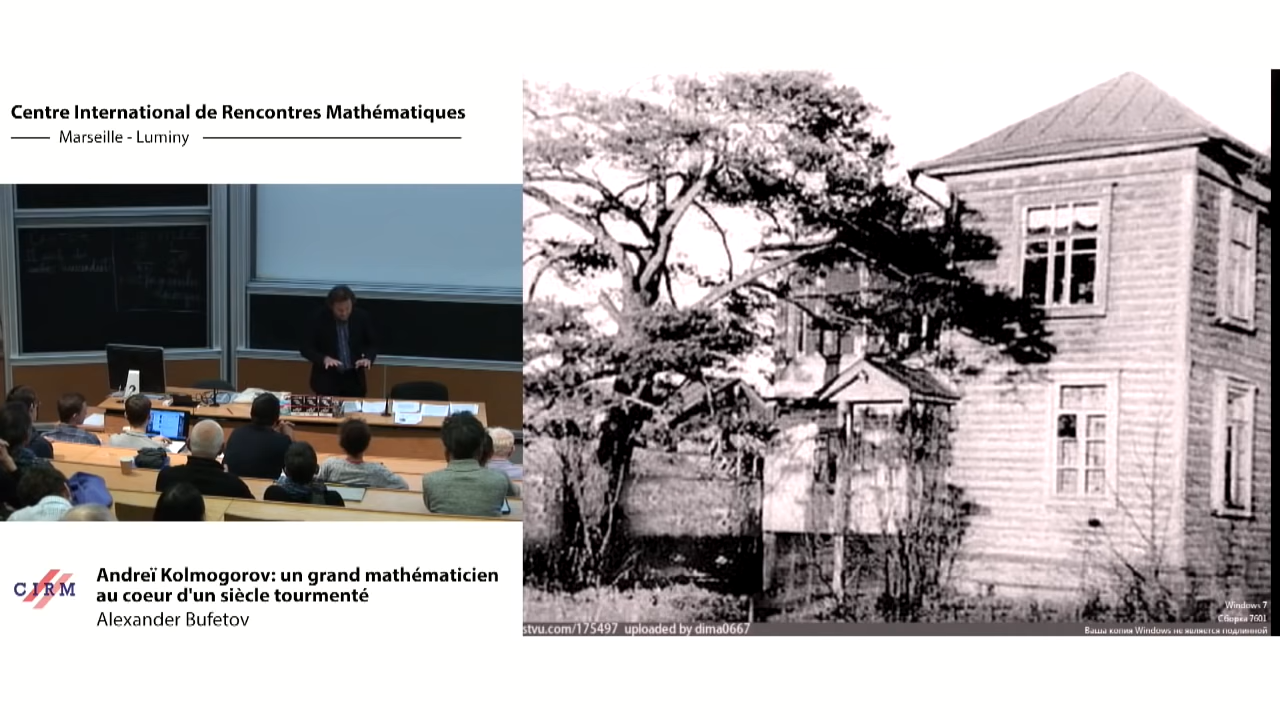 Centre International de Rencontres Mathématiques
Marseille - Luminy
CIRM
Andreï Kolmogorov: un grand mathématicien
au coeur d'un siècle tourmenté
Alexander Bufetov
Windows 7
Сборка 7601
Ваша копия Windows не является подлинной
stvu.com/175497 uploaded by dima0667